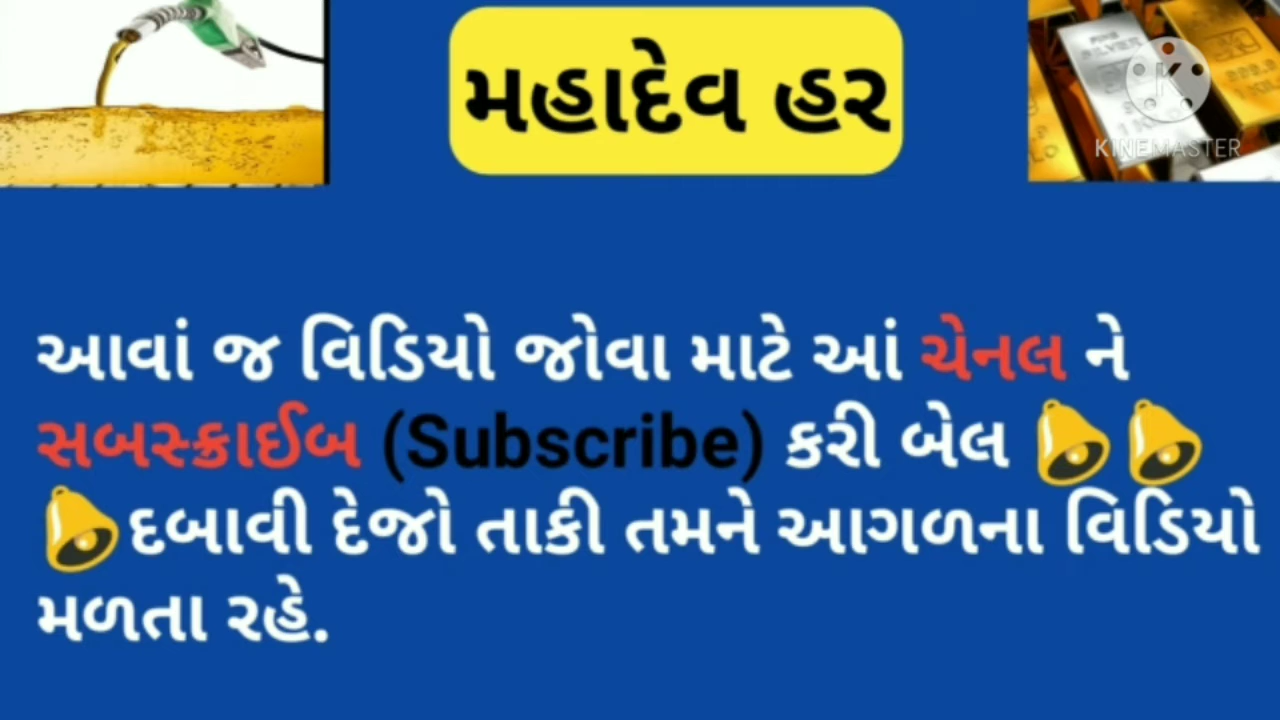 મહાદેવ હર
KINEMASTER
આવાં જ વિડિયો જોવા માટે આં ચેનલ ને
સબસ્ક્રાઈબ (Subscribe) કરી બેલ 🔔🔔
🔔દબાવી દેજો તાકી તમને આગળના વિડિયો
મળતા રહે.